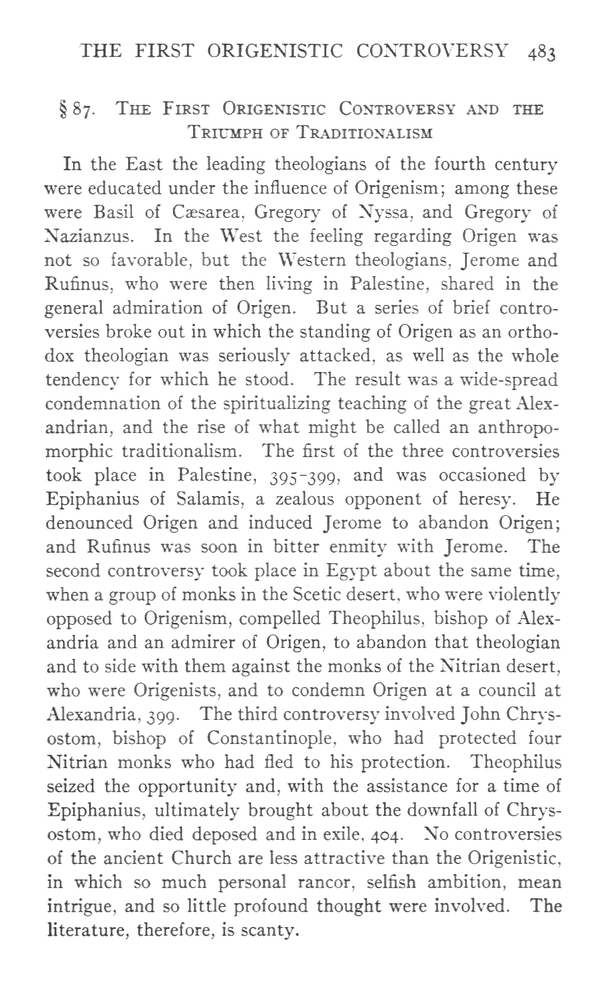 THE FIRST ORIGENISTIC CONTROVERSY 483
§ 87. THE FIRST ORIGENISTIC CONTROVERSY AND THE
TRIUMPH OF TRADITIONALISM
In the East the leading theologians of the fourth century
were educated under the influence of Origenism; among these
were Basil of Cæsarea, Gregory of Nyssa, and Gregory of
Nazianzus. In the West the feeling regarding Origen was
not so favorable, but the Western theologians, Jerome and
Rufinus, who were then living in Palestine, shared in the
general admiration of Origen. But a series of brief contro-
versies broke out in which the standing of Origen as an ortho-
dox theologian was seriously attacked, as well as the whole
tendency for which he stood. The result was a wide-spread
condemnation of the spiritualizing teaching of the great Alex-
andrian, and the rise of what might be called an anthropo-
morphic traditionalism. The first of the three controversies
took place in Palestine, 395-399, and was occasioned by
Epiphanius of Salamis, a zealous opponent of heresy. He
denounced Origen and induced Jerome to abandon Origen;
and Rufinus was soon in bitter enmity with Jerome. The
second controversy took place in Egypt about the same time,
when a group of monks in the Scetic desert, who were violently
opposed to Origenism, compelled Theophilus, bishop of Alex-
andria and an admirer of Origen, to abandon that theologian
and to side with them against the monks of the Nitrian desert,
who were Origenists, and to condemn Origen at a council at
Alexandria, 399. The third controversy involved John Chrys-
ostom, bishop of Constantinople, who had protected four
Nitrian monks who had fled to his protection. Theophilus
seized the opportunity and, with the assistance for a time of
Epiphanius, ultimately brought about the downfall of Chrys-
ostom, who died deposed and in exile, 404. No controversies
of the ancient Church are less attractive than the Origenistic,
in which so much personal rancor, selfish ambition, mean
intrigue, and so little profound thought were involved. The
literature, therefore, is scanty.